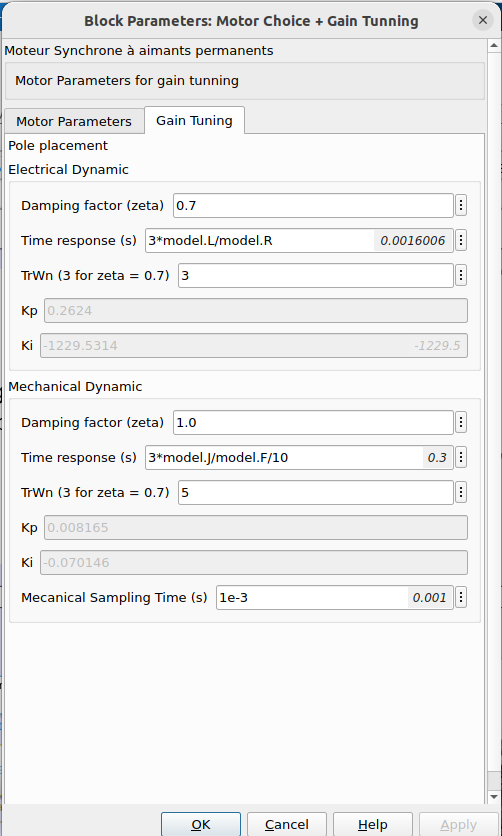 Block Parameters: Motor Choice + Gain Tunning
Moteur Synchrone à aimants permanents
Motor Parameters for gain tunning
Motor Parameters Gain Tuning
Pole placement
Electrical Dynamic
Damping factor (zeta) 0.7
Time response (s) 3*model.L/model.R 0.0016006
TrWn (3 for zeta = 0.7) 3
Kp 0.2624
Ki -1229.5314 -1229.5
Mechanical Dynamic
Damping factor (zeta) 1.0
Time response (s) 3*model.J/model.F/10 0.3
TrWn (3 for zeta = 0.7) 5
Kp 0.008165
Ki -0.070146
Mecanical Sampling Time (s) 1e-3 0.001
OK Cancel Help Apply